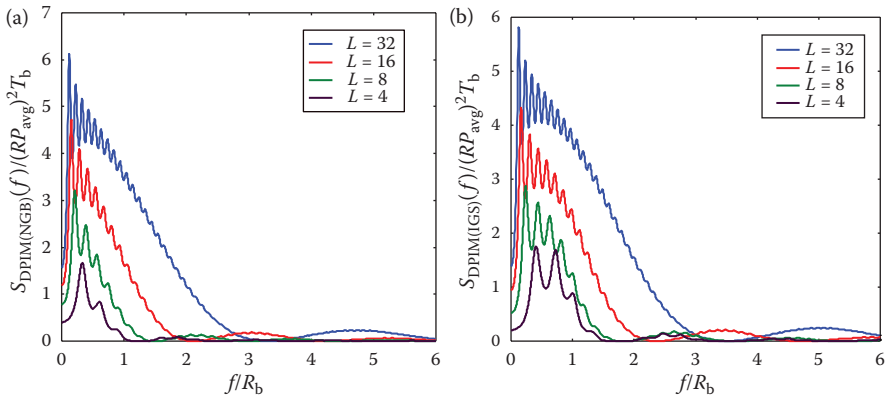 (a)
S_DPIM(NGB)(f)/(RP_avg)²T_b
7
6
5
4
3
2
1
0
L = 32
L = 16
L = 8
L = 4
0 1 2 3 4 5 6
f/R_b
(b)
S_DPIM(IGS)(f)/(RP_avg)²T_b
6
5
4
3
2
1
0
L = 32
L = 16
L = 8
L = 4
0 1 2 3 4 5 6
f/R_b